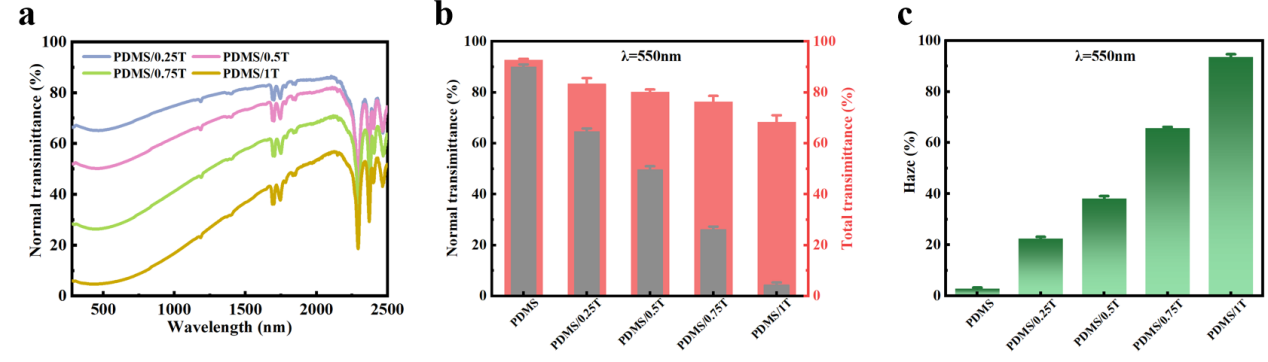 a
Normal transimittance (%)
100
80
60
40
20
0
PDMS/0.25T PDMS/0.5T
PDMS/0.75T PDMS/1T
500 1000 1500 2000 2500
Wavelength (nm)
b
Normal transimittance (%)
100
80
60
40
20
0
λ=550nm
PDMS
PDMS/0.25T
PDMS/0.5T
PDMS/0.75T
PDMS/1T
100
80
60
40
20
0
Total transimittance (%)
c
Haze (%)
100
80
60
40
20
0
λ=550nm
PDMS
PDMS/0.25T
PDMS/0.5T
PDMS/0.75T
PDMS/1T